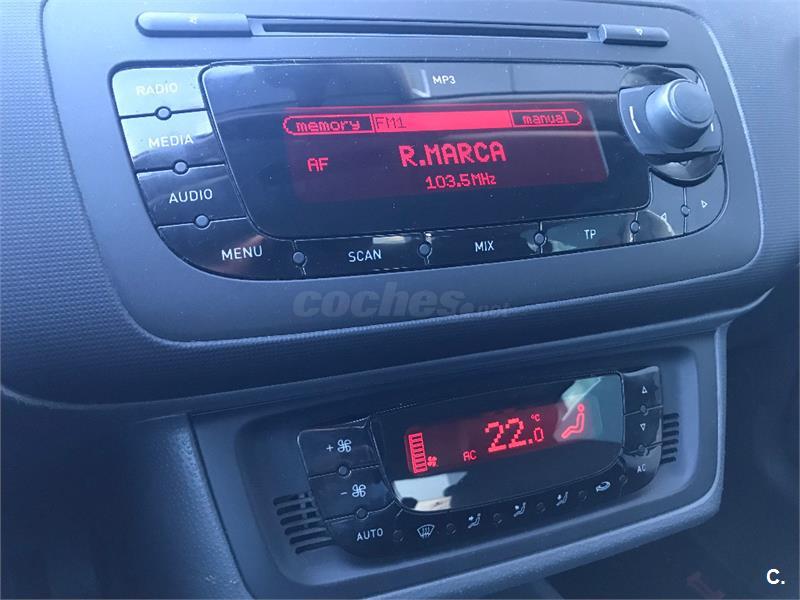 MP3
RADIO
memory FM1 manual
MEDIA
AF R.MARCA
103.5MHz
AUDIO
MENU SCAN MIX TP
coches.net
+
-
AC 22.0 °C
AUTO
AC
C.